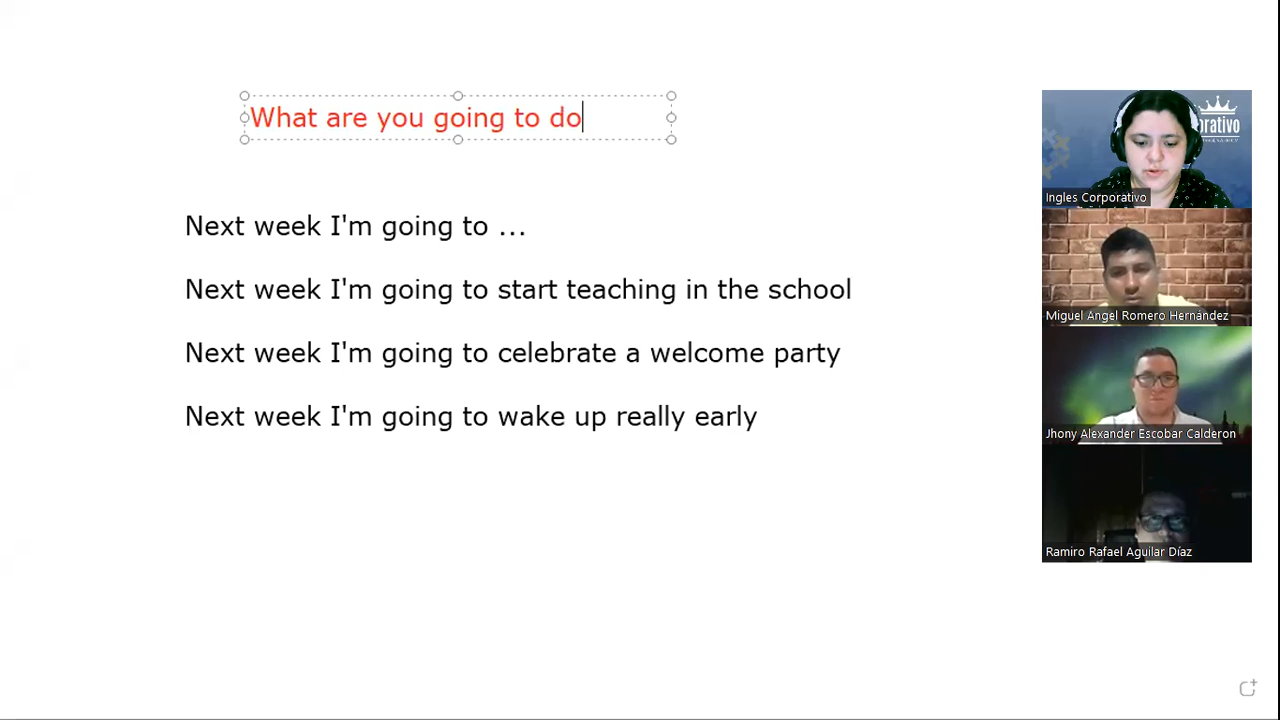 What are you going to do
Next week I'm going to ...
Next week I'm going to start teaching in the school
Next week I'm going to celebrate a welcome party
Next week I'm going to wake up really early
orativo
Ingles Corporativo
Miguel Angel Romero Hernandez
Jhony Alexander Escobar Calderon
Ramiro Rafael Aguilar Díaz